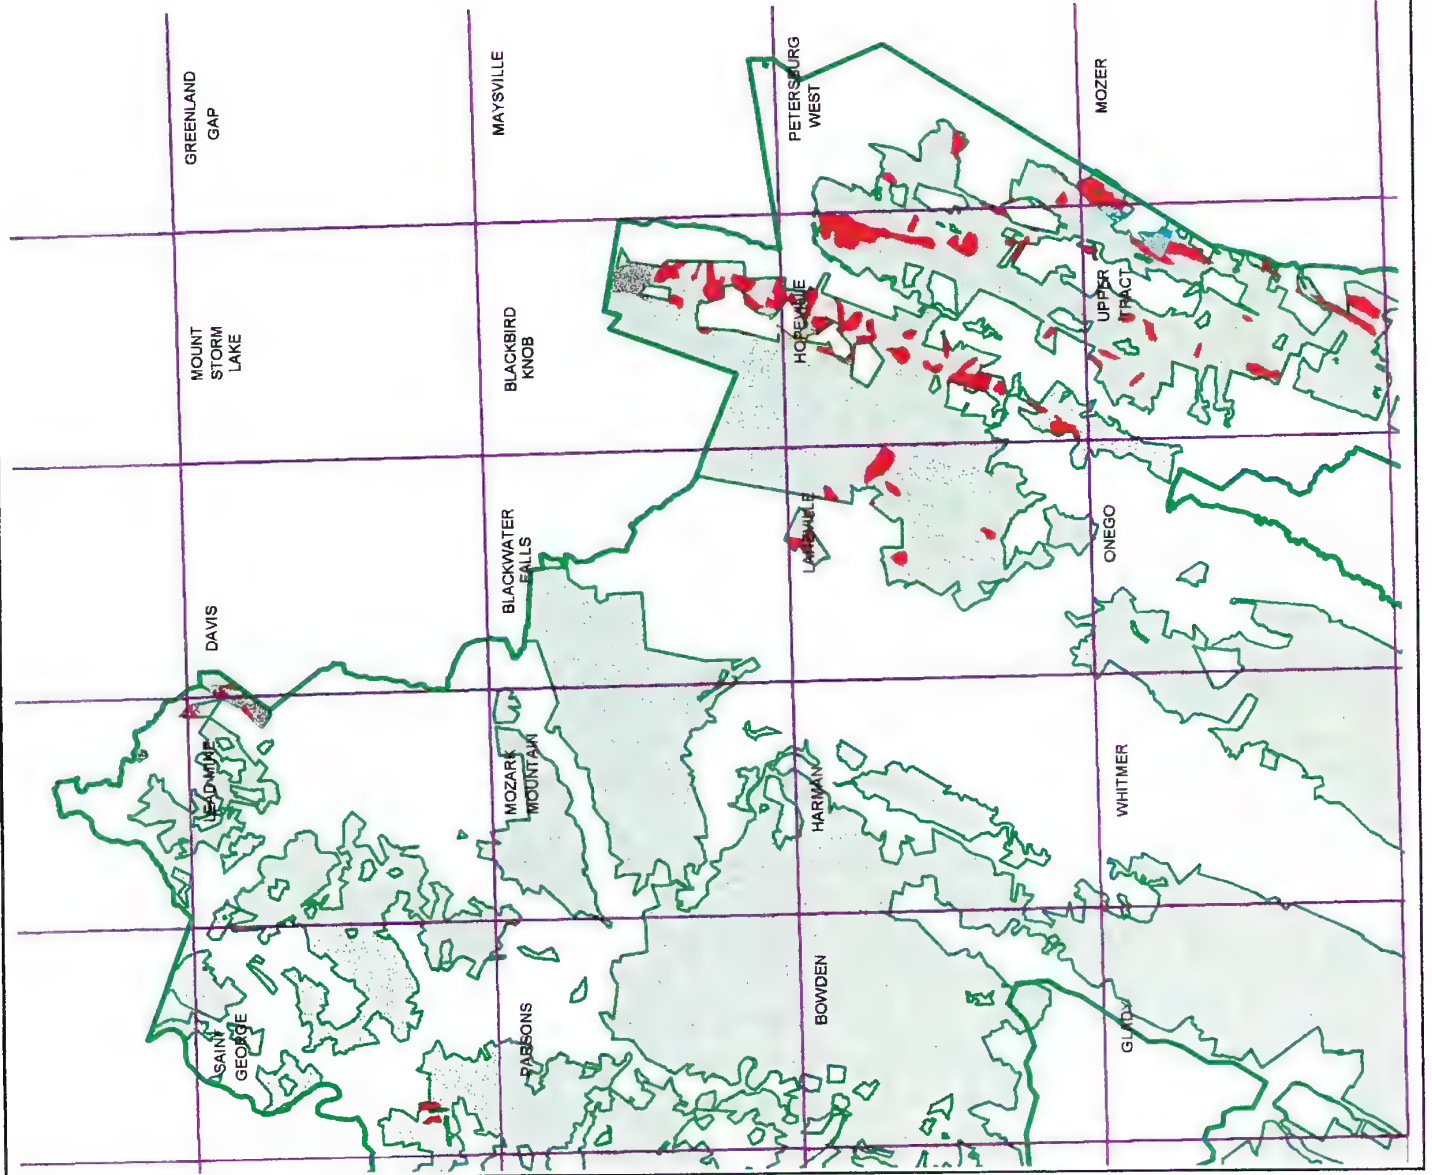 GREENLAND
GAP
MAYSVILLE
PETERSBURG
WEST
MOZER
MOUNT
STORM
LAKE
BLACKBIRD
KNOB
HOPEVILLE
UPPER
TRACT
DAVIS
BLACKWATER
FALLS
LANEVILLE
ONEGO
LEADMINE
MOZARK
MOUNTAIN
HARMAN
WHITMER
SAINT
GEORGE
PARSONS
BOWDEN
GLADY